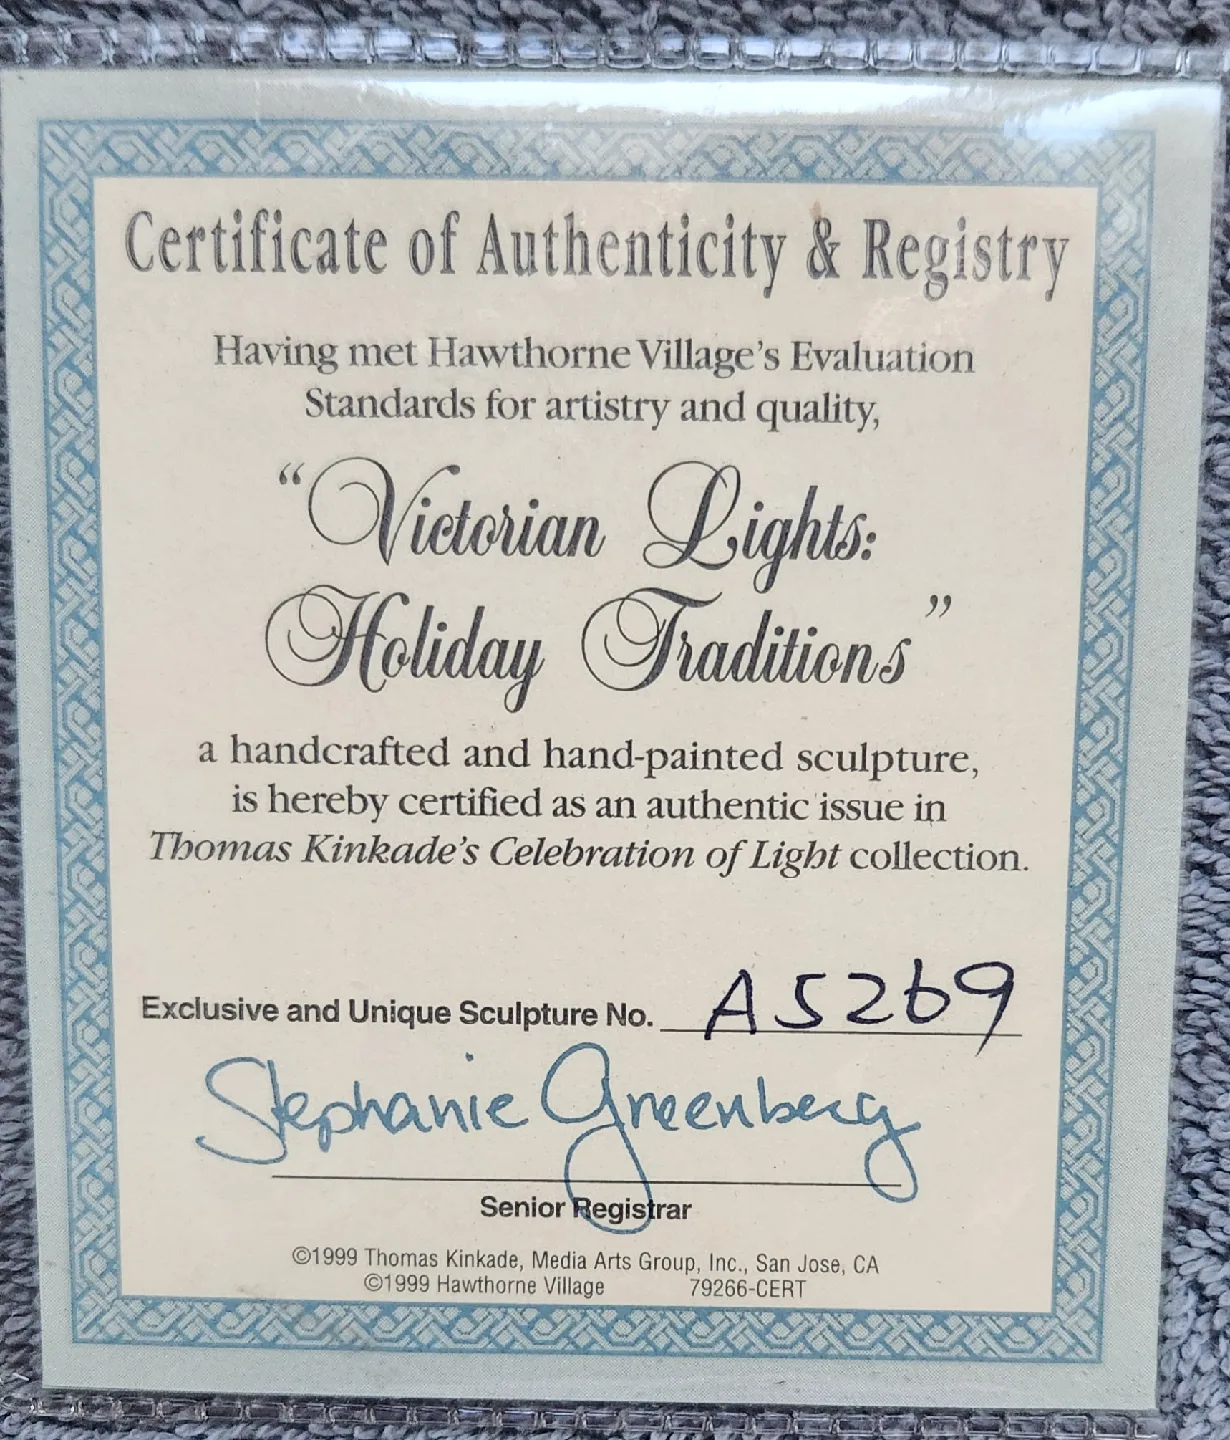 Certificate of Authenticity & Registry
Having met Hawthorne Village's Evaluation
Standards for artistry and quality,
"Victorian Lights:
Holiday Traditions"
a handcrafted and hand-painted sculpture,
is hereby certified as an authentic issue in
Thomas Kinkade's Celebration of Light collection.
Exclusive and Unique Sculpture No. A5269
Stephanie Greenberg
Senior Registrar
©1999 Thomas Kinkade, Media Arts Group, Inc., San Jose, CA
©1999 Hawthorne Village 79266-CERT